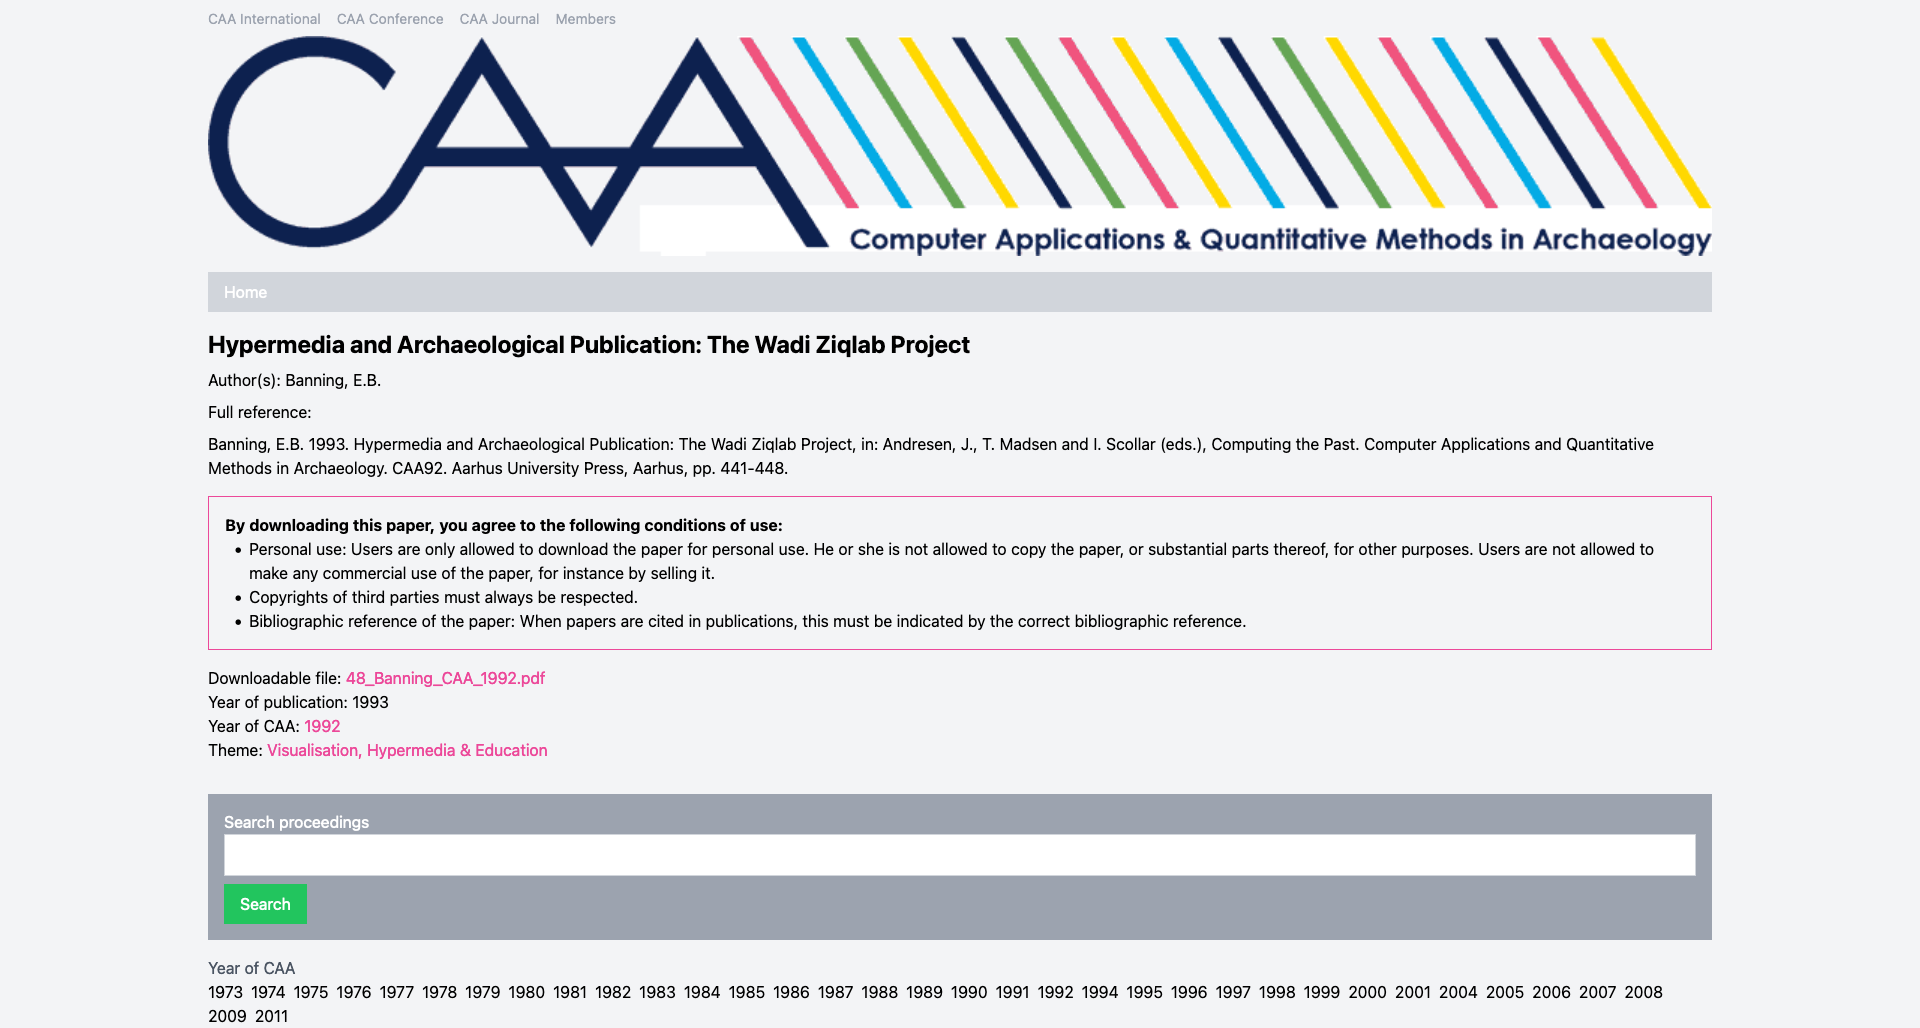 CAA International CAA Conference CAA Journal Members
CAA
Computer Applications & Quantitative Methods in Archaeology
Home
Hypermedia and Archaeological Publication: The Wadi Ziqlab Project
Author(s): Banning, E.B.
Full reference:
Banning, E.B. 1993. Hypermedia and Archaeological Publication: The Wadi Ziqlab Project, in: Andresen, J., T. Madsen and I. Scollar (eds.), Computing the Past. Computer Applications and Quantitative
Methods in Archaeology. CAA92. Aarhus University Press, Aarhus, pp. 441-448.
By downloading this paper, you agree to the following conditions of use:
• Personal use: Users are only allowed to download the paper for personal use. He or she is not allowed to copy the paper, or substantial parts thereof, for other purposes. Users are not allowed to
make any commercial use of the paper, for instance by selling it.
• Copyrights of third parties must always be respected.
• Bibliographic reference of the paper: When papers are cited in publications, this must be indicated by the correct bibliographic reference.
Downloadable file: 48_Banning_CAA_1992.pdf
Year of publication: 1993
Year of CAA: 1992
Theme: Visualisation, Hypermedia & Education
Search proceedings
Search
Year of CAA
1973 1974 1975 1976 1977 1978 1979 1980 1981 1982 1983 1984 1985 1986 1987 1988 1989 1990 1991 1992 1994 1995 1996 1997 1998 1999 2000 2001 2004 2005 2006 2007 2008
2009 2011